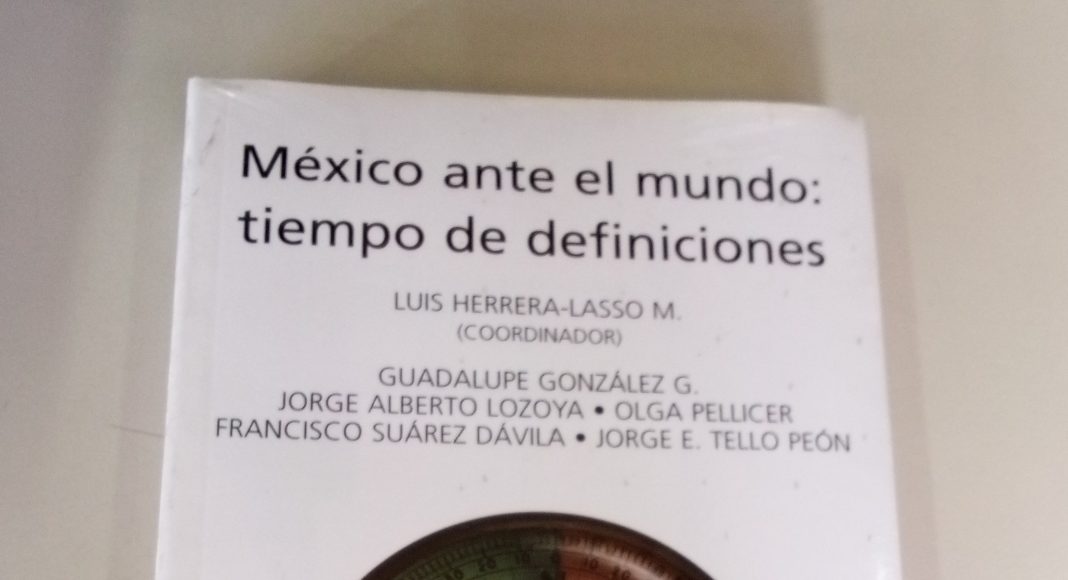 México ante el mundo:
tiempo de definiciones
LUIS HERRERA-LASSO M.
(COORDINADOR)
GUADALUPE GONZÁLEZ G.
JORGE ALBERTO LOZOYA • OLGA PELLICER
FRANCISCO SUÁREZ DÁVILA • JORGE E. TELLO PEÓN